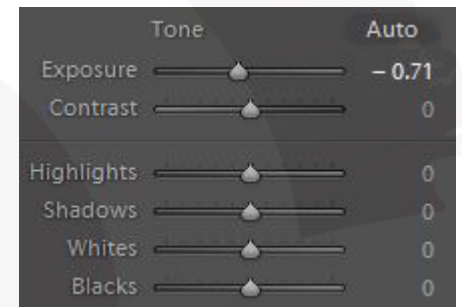 Tone Auto
Exposure – 0.71
Contrast 0
Highlights 0
Shadows 0
Whites 0
Blacks 0